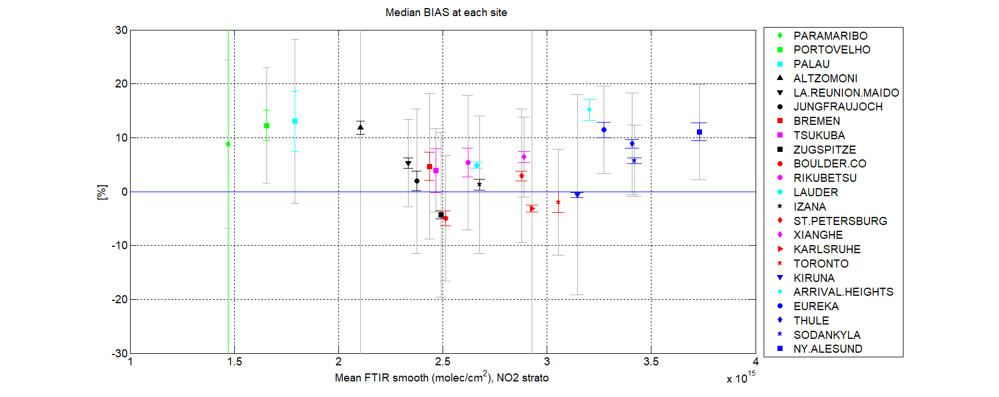 Median BIAS at each site
30
20
10
0
-10
-20
-30
[%]
1
1.5
2
2.5
3
3.5
4
x 10^15
Mean FTIR smooth (molec/cm^2), NO2 strato
PARAMARIBO
PORTOVELHO
PALAU
ALTZOMONI
LA.REUNION.MAIDO
JUNGFRAUJOCH
BREMEN
TSUKUBA
ZUGSPITZE
BOULDER.CO
RIKUBETSU
LAUDER
IZANA
ST.PETERSBURG
XIANGHE
KARLSRUHE
TORONTO
KIRUNA
ARRIVAL.HEIGHTS
EUREKA
THULE
SODANKYLA
NY.ALESUND